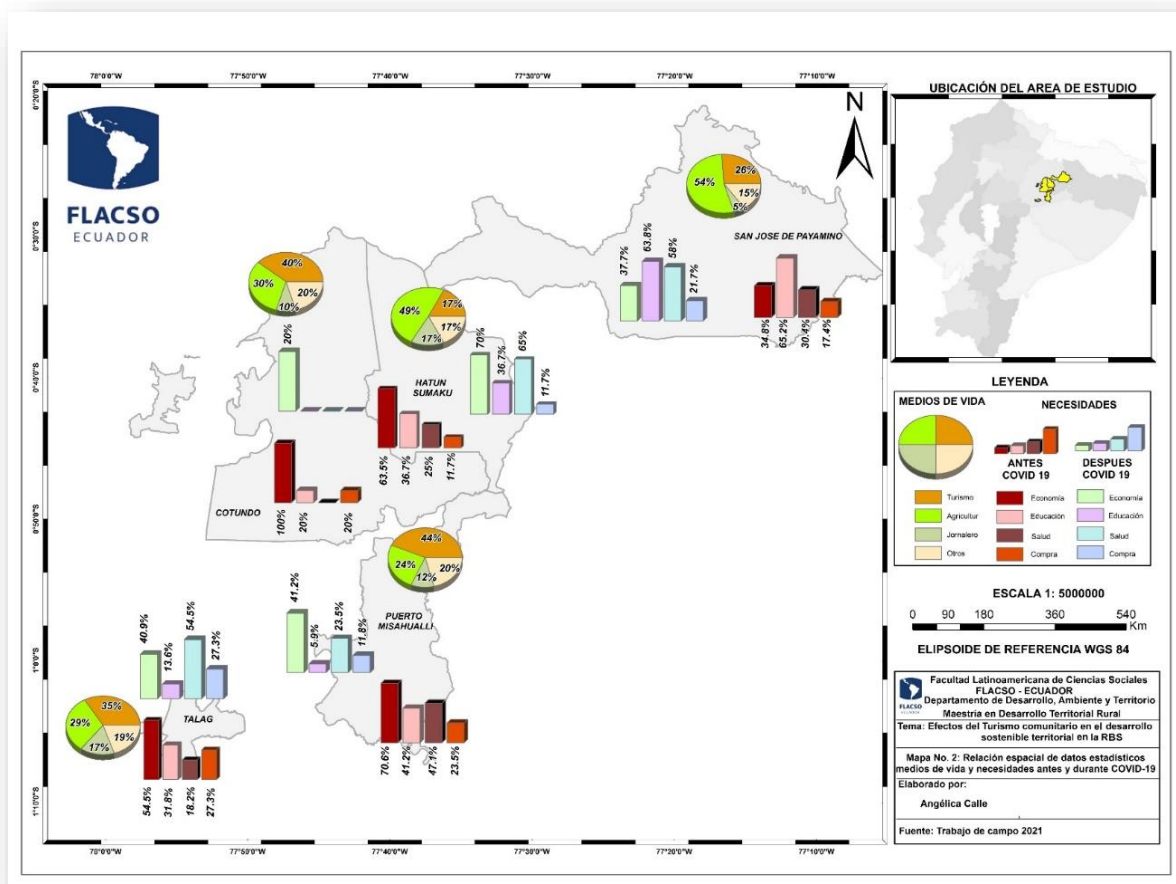 78°0'0"W 77°50'0"W 77°40'0"W 77°30'0"W 77°20'0"W 77°10'0"W
0°20'0"S
0°30'0"S
0°40'0"S
0°50'0"S
1°0'0"S
1°10'0"S
FLACSO
ECUADOR
N
54% 26%
15%
5%
SAN JOSE DE PAYAMINO
37.7% 63.8% 58% 21.7%
34.8% 65.2% 30.4% 17.4%
40%
30% 20%
10%
20%
49% 17%
17% 17%
HATUN
SUMAKU
70% 36.7% 65% 11.7%
63.5% 36.7% 25% 11.7%
COTUNDO
100% 20% 20%
44%
24% 20%
12%
PUERTO
MISAHUALLI
41.2% 5.9% 23.5% 11.8%
70.6% 41.2% 47.1% 23.5%
40.9% 13.6% 54.5% 27.3%
35%
29% 19%
17%
TALAG
54.5% 31.8% 18.2% 27.3%
78°0'0"W 77°50'0"W 77°40'0"W 77°30'0"W 77°20'0"W 77°10'0"W
UBICACIÓN DEL AREA DE ESTUDIO
LEYENDA
MEDIOS DE VIDA
NECESIDADES
ANTES
COVID 19
DESPUES
COVID 19
Turismo Economía Economía
Agricultur Educación Educación
Jornalero Salud Salud
Otros Compra Compra
ESCALA 1: 5000000
0 90 180 360 540
Km
ELIPSOIDE DE REFERENCIA WGS 84
FLACSO
ECUADOR
Facultad Latinoamericana de Ciencias Sociales
FLACSO - ECUADOR
Departamento de Desarrollo, Ambiente y Territorio
Maestria en Desarrollo Territorial Rural
Tema: Efectos del Turismo comunitario en el desarrollo
sostenible territorial en la RBS
Mapa No. 2: Relación espacial de datos estadísticos
medios de vida y necesidades antes y durante COVID-19
Elaborado por:
Angélica Calle
Fuente: Trabajo de campo 2021